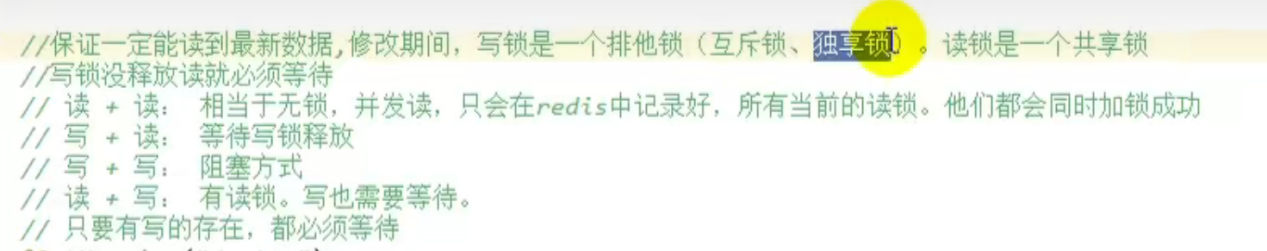 //保证一定能读到最新数据,修改期间，写锁是一个排他锁（互斥锁、独享锁）。读锁是一个共享锁
//写锁没释放读就必须等待
// 读 + 读： 相当于无锁，并发读，只会在redis中记录好，所有当前的读锁。他们都会同时加锁成功
// 写 + 读： 等待写锁释放
// 写 + 写： 阻塞方式
// 读 + 写： 有读锁。写也需要等待。
// 只要有写的存在，都必须等待